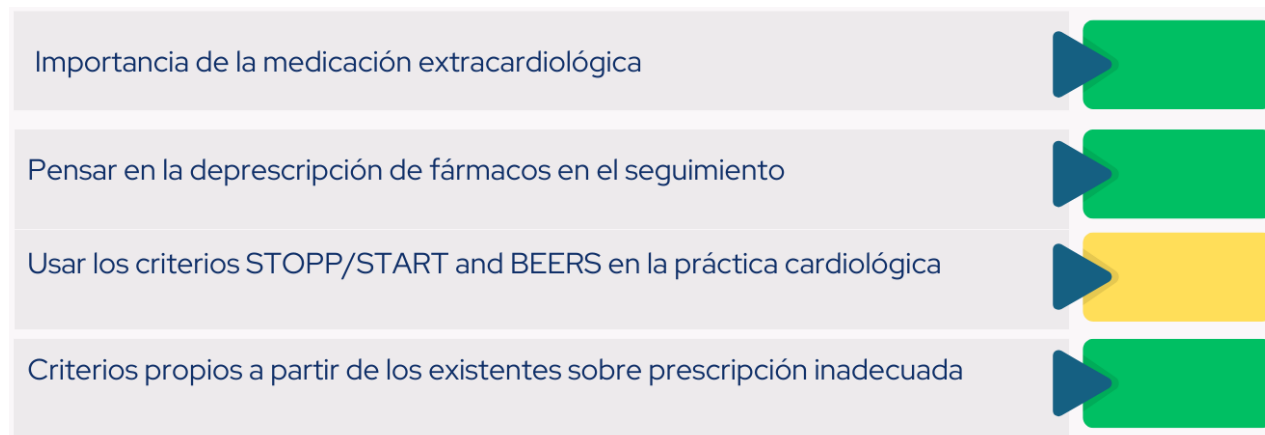 Importancia de la medicación extracardiológica
Pensar en la deprescripción de fármacos en el seguimiento
Usar los criterios STOPP/START and BEERS en la práctica cardiológica
Criterios propios a partir de los existentes sobre prescripción inadecuada